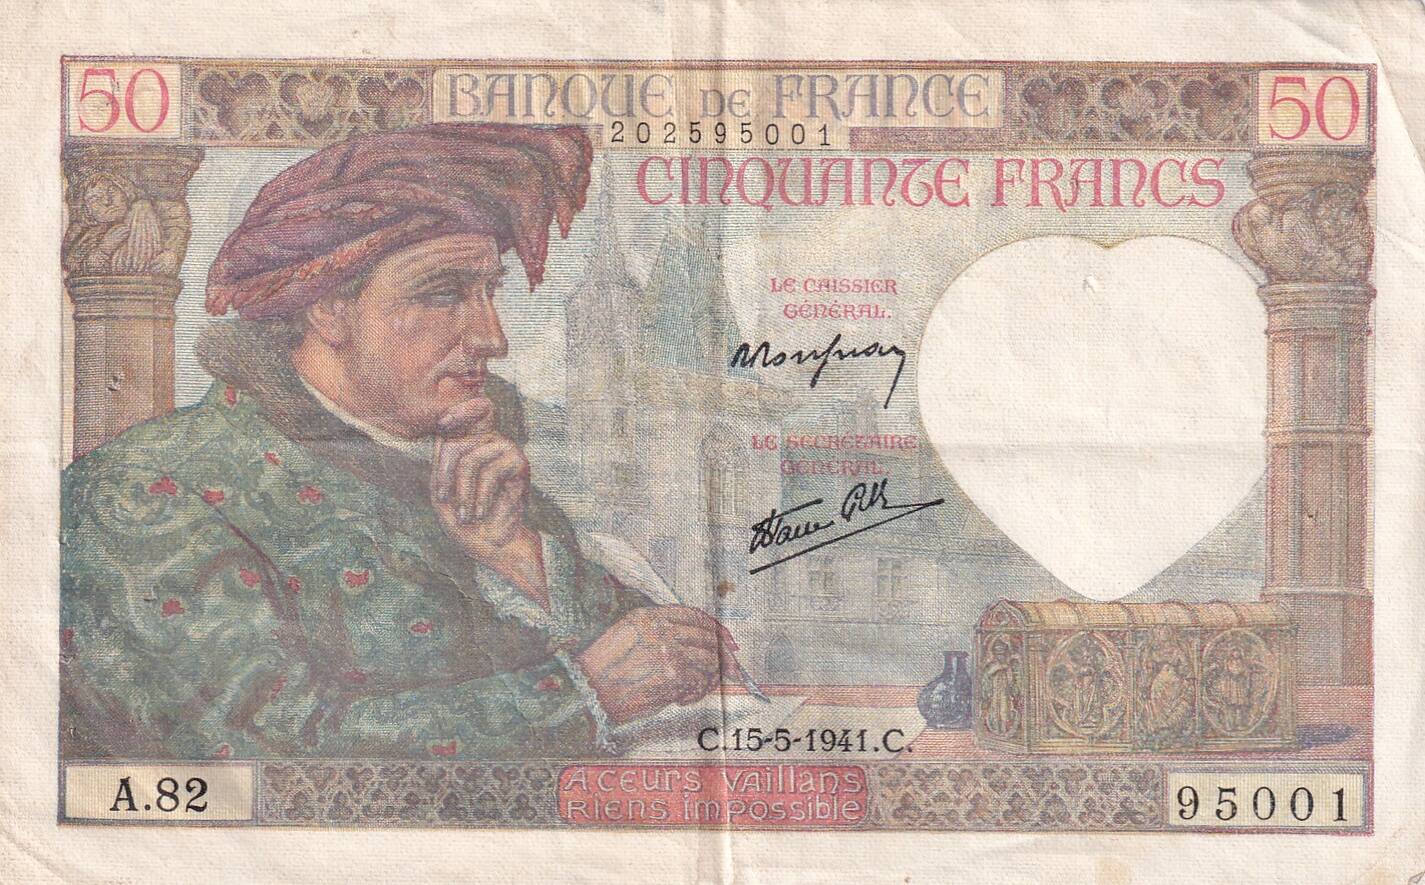 50 BANQUE DE FRANCE 50
202595001
CINQUANTE FRANCS
LE CAISSIER
GÉNÉRAL.
LE SECRÉTAIRE
GÉNÉRAL.
C.15-5-1941.C.
A.82
A CEURS VAILLANS
RIENS IMPOSSIBLE
95001